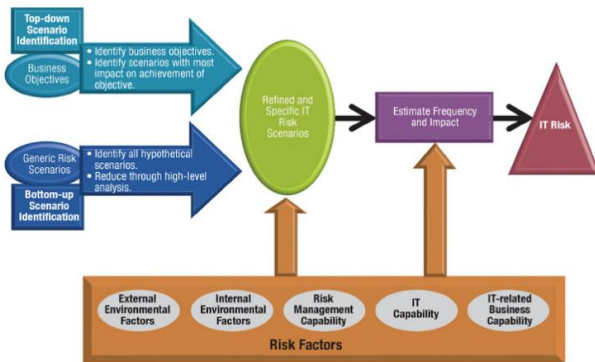 Top-down
Scenario
Identification
Business
Objectives
• Identify business objectives.
• Identify scenarios with most
impact on achievement of
objective.
Generic Risk
Scenarios
Bottom-up
Scenario
Identification
• Identify all hypothetical
scenarios.
• Reduce through high-level
analysis.
Refined and
Specific IT
Risk
Scenarios
Estimate Frequency
and Impact
IT Risk
External
Environmental
Factors
Internal
Environmental
Factors
Risk
Management
Capability
IT
Capability
IT-related
Business
Capability
Risk Factors